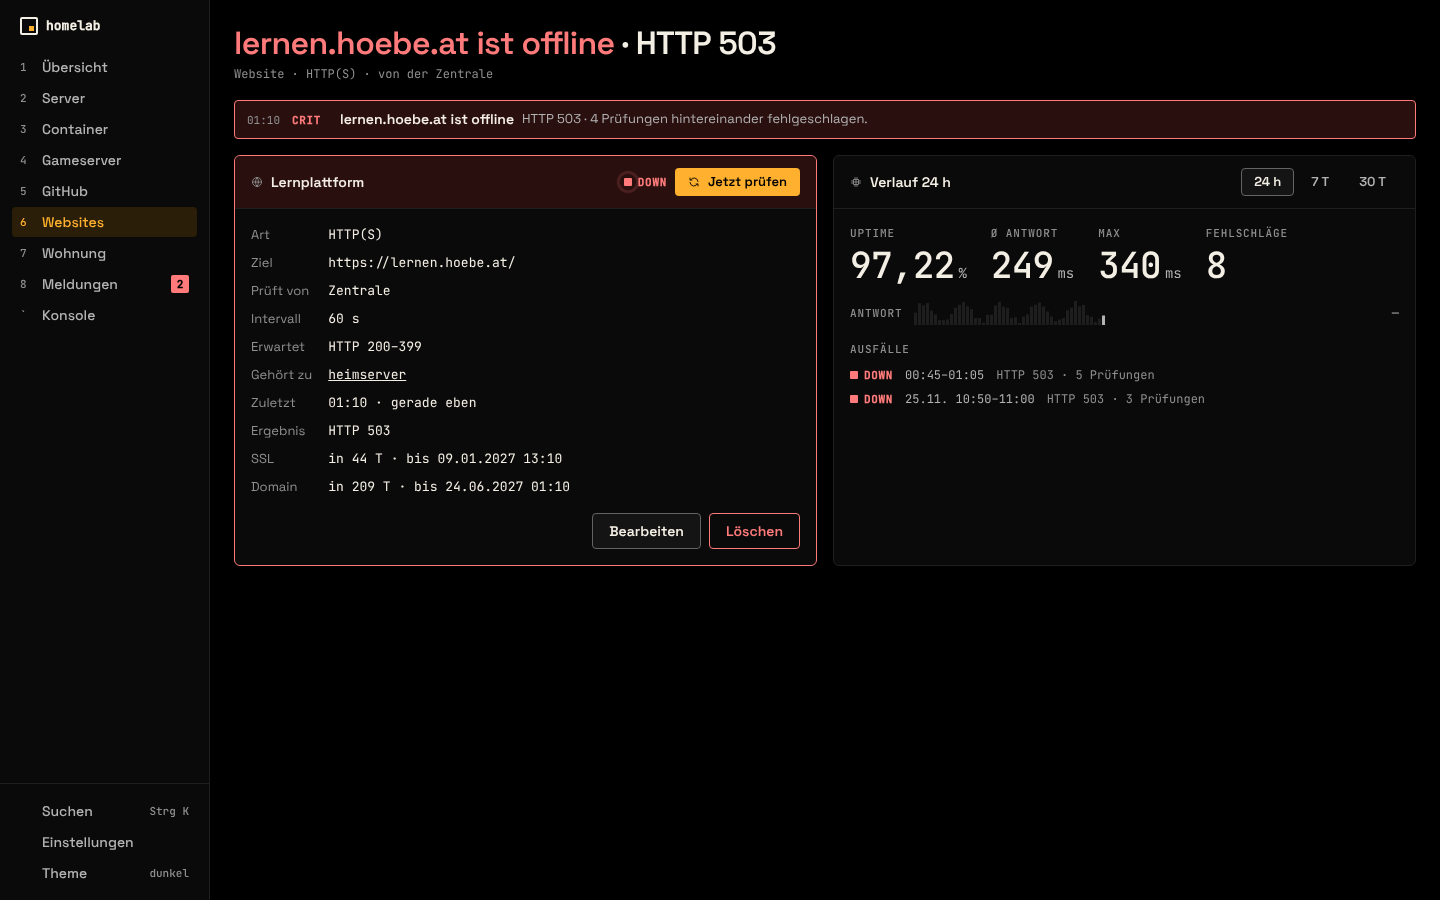 homelab
1 Übersicht
2 Server
3 Container
4 Gameserver
5 GitHub
6 Websites
7 Wohnung
8 Meldungen 2
` Konsole
Suchen Strg K
Einstellungen
Theme dunkel
lernen.hoebe.at ist offline · HTTP 503
Website · HTTP(S) · von der Zentrale
01:10 CRIT lernen.hoebe.at ist offline HTTP 503 · 4 Prüfungen hintereinander fehlgeschlagen.
Lernplattform DOWN Jetzt prüfen
Art HTTP(S)
Ziel https://lernen.hoebe.at/
Prüft von Zentrale
Intervall 60 s
Erwartet HTTP 200–399
Gehört zu heimserver
Zuletzt 01:10 · gerade eben
Ergebnis HTTP 503
SSL in 44 T · bis 09.01.2027 13:10
Domain in 209 T · bis 24.06.2027 01:10
Bearbeiten Löschen
Verlauf 24 h 24 h 7 T 30 T
UPTIME Ø ANTWORT MAX FEHLSCHLÄGE
97,22 % 249 ms 340 ms 8
ANTWORT –
AUSFÄLLE
DOWN 00:45–01:05 HTTP 503 · 5 Prüfungen
DOWN 25.11. 10:50–11:00 HTTP 503 · 3 Prüfungen